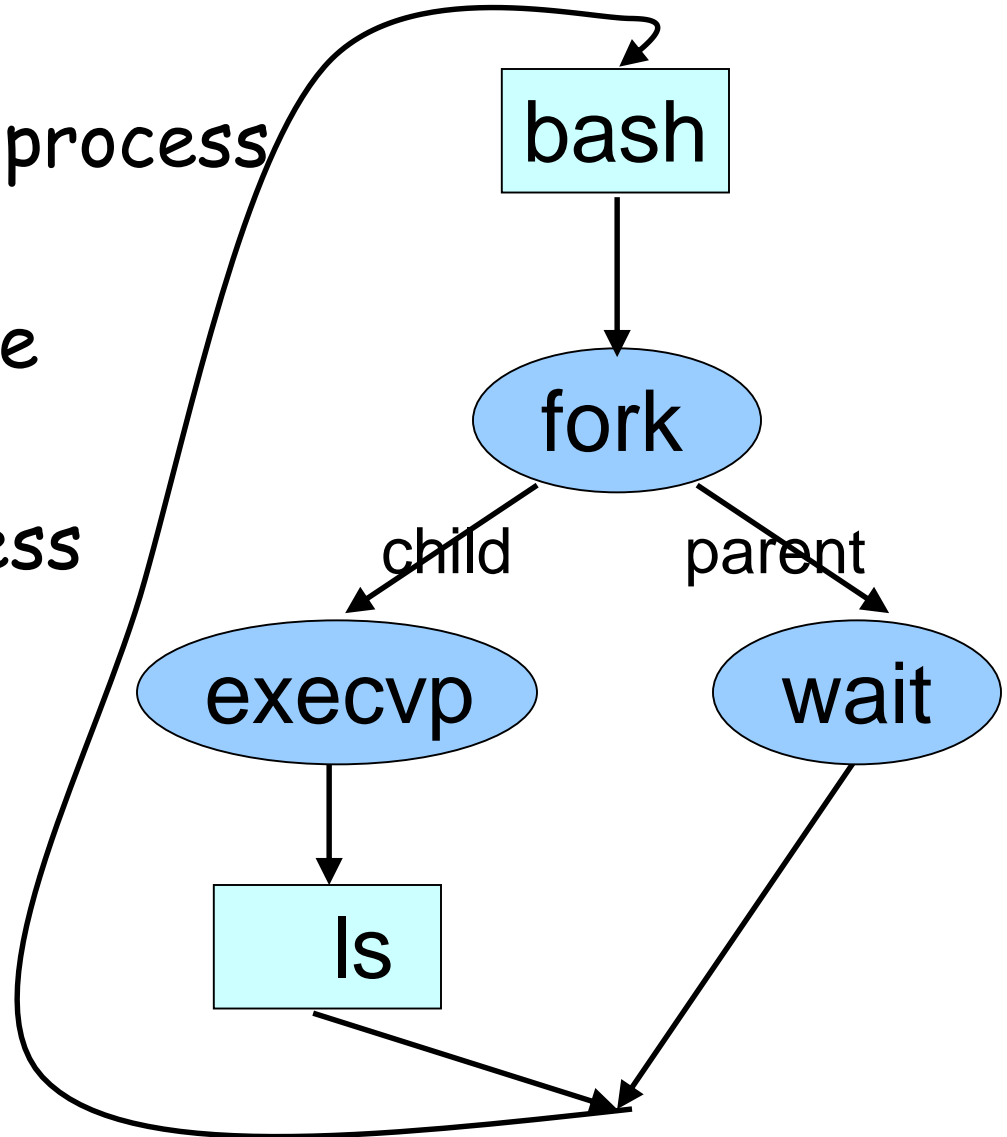 bash
process
e
fork
ess
child parent
execvp wait
ls